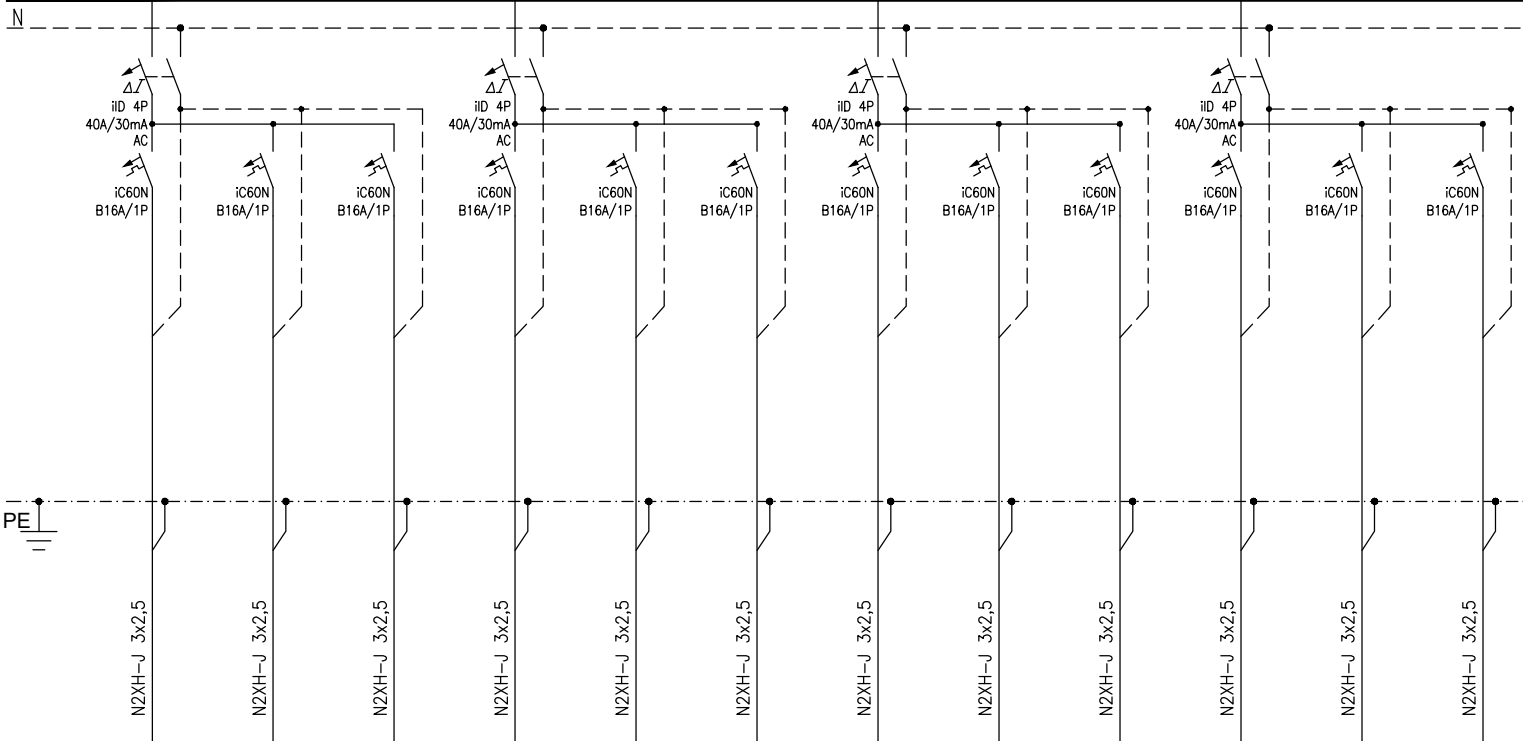 N
ΔI
iID 4P
40A/30mA
AC
ΔI
iID 4P
40A/30mA
AC
ΔI
iID 4P
40A/30mA
AC
ΔI
iID 4P
40A/30mA
AC
iC60N
B16A/1P
iC60N
B16A/1P
iC60N
B16A/1P
iC60N
B16A/1P
iC60N
B16A/1P
iC60N
B16A/1P
iC60N
B16A/1P
iC60N
B16A/1P
iC60N
B16A/1P
iC60N
B16A/1P
iC60N
B16A/1P
iC60N
B16A/1P
PE
N2XH-J 3x2,5
N2XH-J 3x2,5
N2XH-J 3x2,5
N2XH-J 3x2,5
N2XH-J 3x2,5
N2XH-J 3x2,5
N2XH-J 3x2,5
N2XH-J 3x2,5
N2XH-J 3x2,5
N2XH-J 3x2,5
N2XH-J 3x2,5
N2XH-J 3x2,5